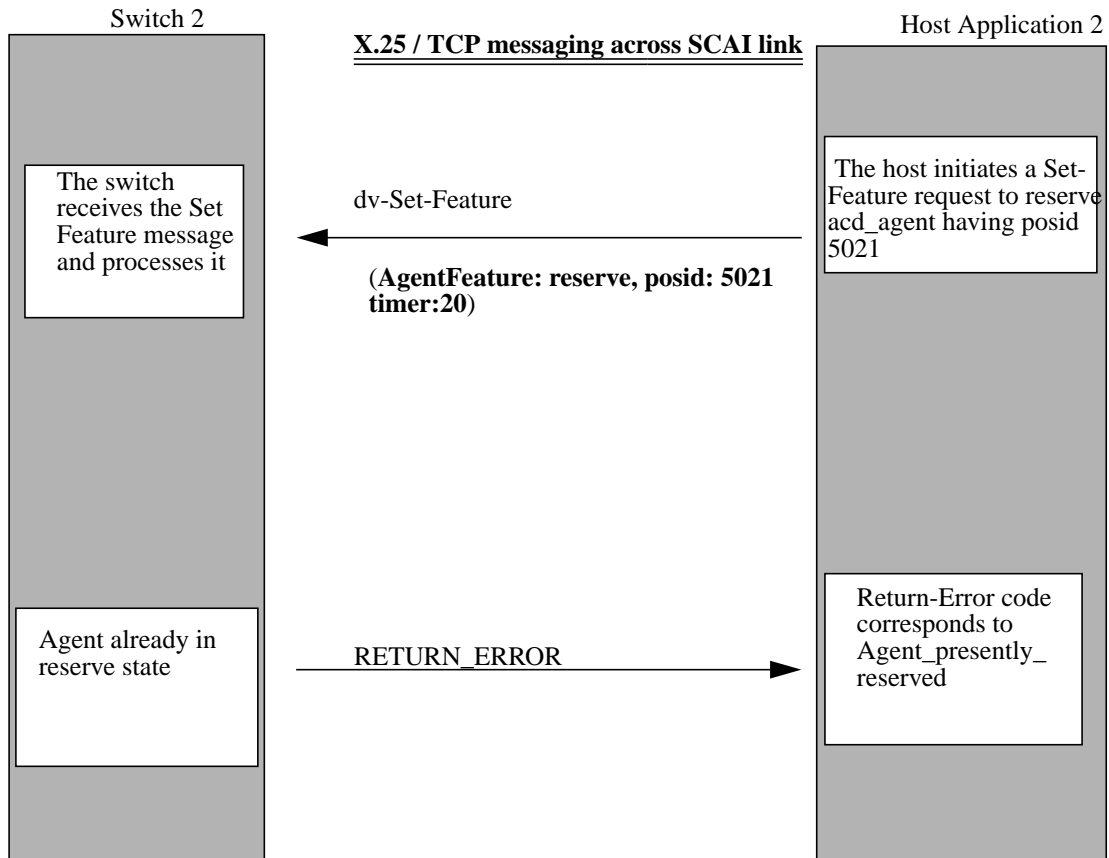 Switch 2
X.25 / TCP messaging across SCAI link
Host Application 2
The switch
receives the Set
Feature message
and processes it
dv-Set-Feature
(AgentFeature: reserve, posid: 5021
timer:20)
The host initiates a Set-
Feature request to reserve
acd_agent having posid
5021
Agent already in
reserve state
RETURN_ERROR
Return-Error code
corresponds to
Agent_presently_
reserved